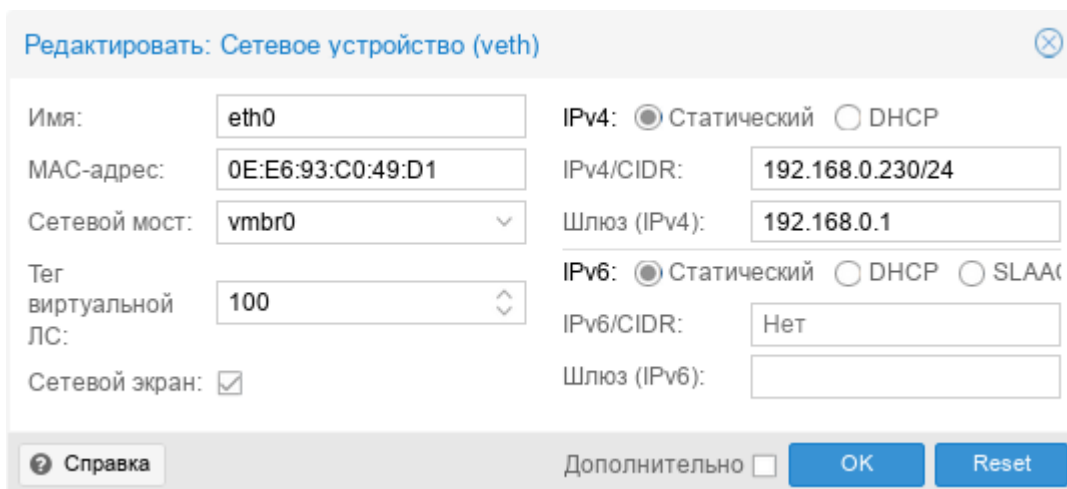 Редактировать: Сетевое устройство (veth)
Имя: eth0
MAC-адрес: 0E:E6:93:C0:49:D1
Сетевой мост: vmbr0
Тег виртуальной ЛС: 100
Сетевой экран:
IPv4: Статический DHCP
IPv4/CIDR: 192.168.0.230/24
Шлюз (IPv4): 192.168.0.1
IPv6: Статический DHCP SLAAC
IPv6/CIDR: Нет
Шлюз (IPv6):
Справка
Дополнительно OK Reset